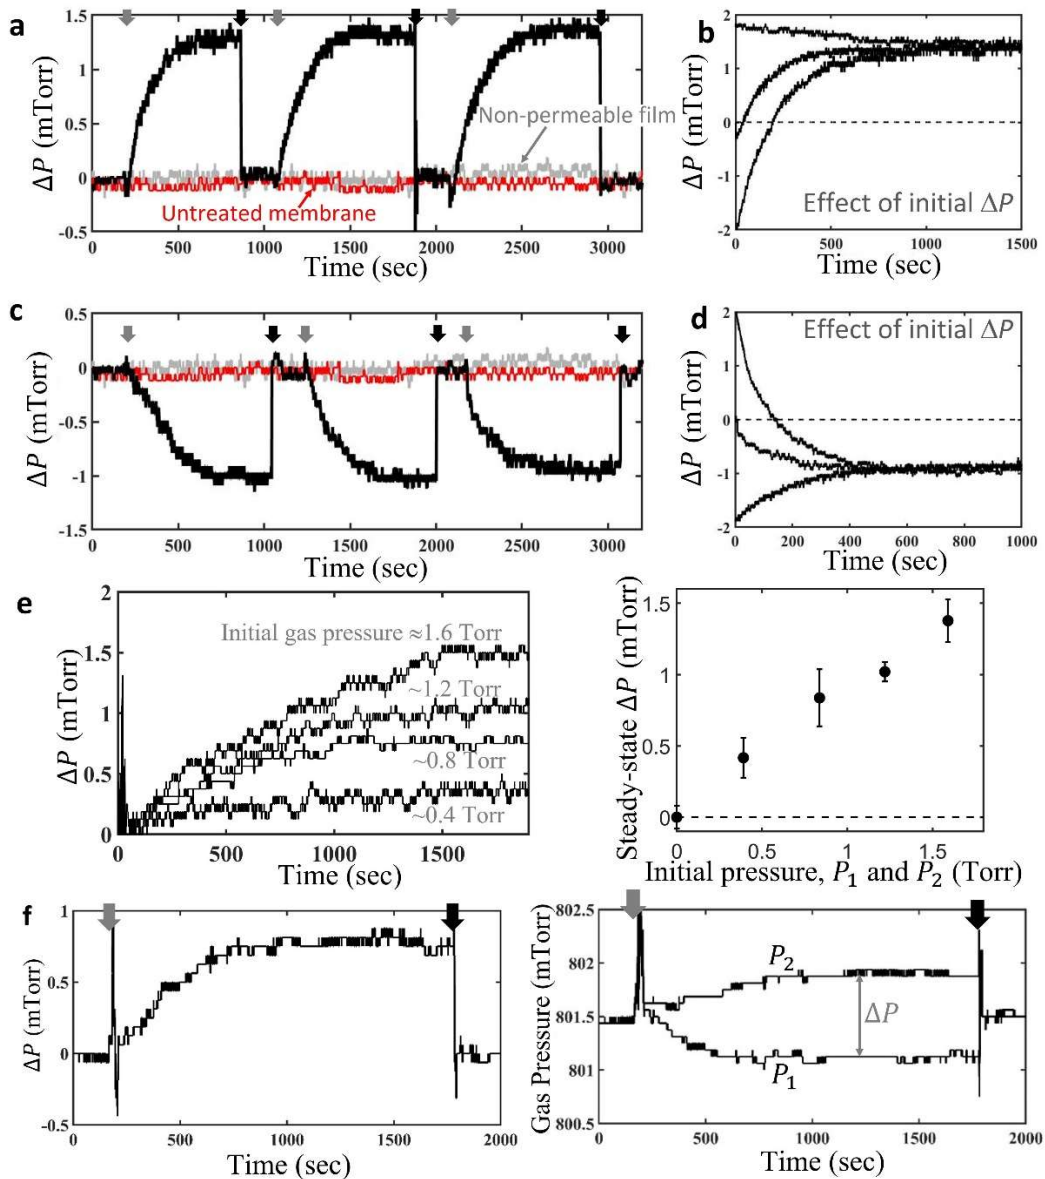 a
ΔP (mTorr)
1.5
1
0.5
0
-0.5
Non-permeable film
Untreated membrane
0 500 1000 1500 2000 2500 3000
Time (sec)
b
ΔP (mTorr)
2
1
0
-1
-2
Effect of initial ΔP
0 500 1000 1500
Time (sec)
c
ΔP (mTorr)
0.5
0
-0.5
-1
-1.5
0 500 1000 1500 2000 2500 3000
Time (sec)
d
ΔP (mTorr)
Effect of initial ΔP
2
1
0
-1
-2
0 200 400 600 800 1000
Time (sec)
e
ΔP (mTorr)
2
1.5
1
0.5
0
Initial gas pressure ≈1.6 Torr
~1.2 Torr
~0.8 Torr
~0.4 Torr
0 500 1000 1500
Time (sec)
Steady-state ΔP (mTorr)
1.5
1
0.5
0
0 0.5 1 1.5
Initial pressure, P₁ and P₂ (Torr)
f
ΔP (mTorr)
1
0.5
0
-0.5
0 500 1000 1500 2000
Time (sec)
Gas Pressure (mTorr)
802.5
802
801.5
801
800.5
P₂
ΔP
P₁
0 500 1000 1500 2000
Time (sec)